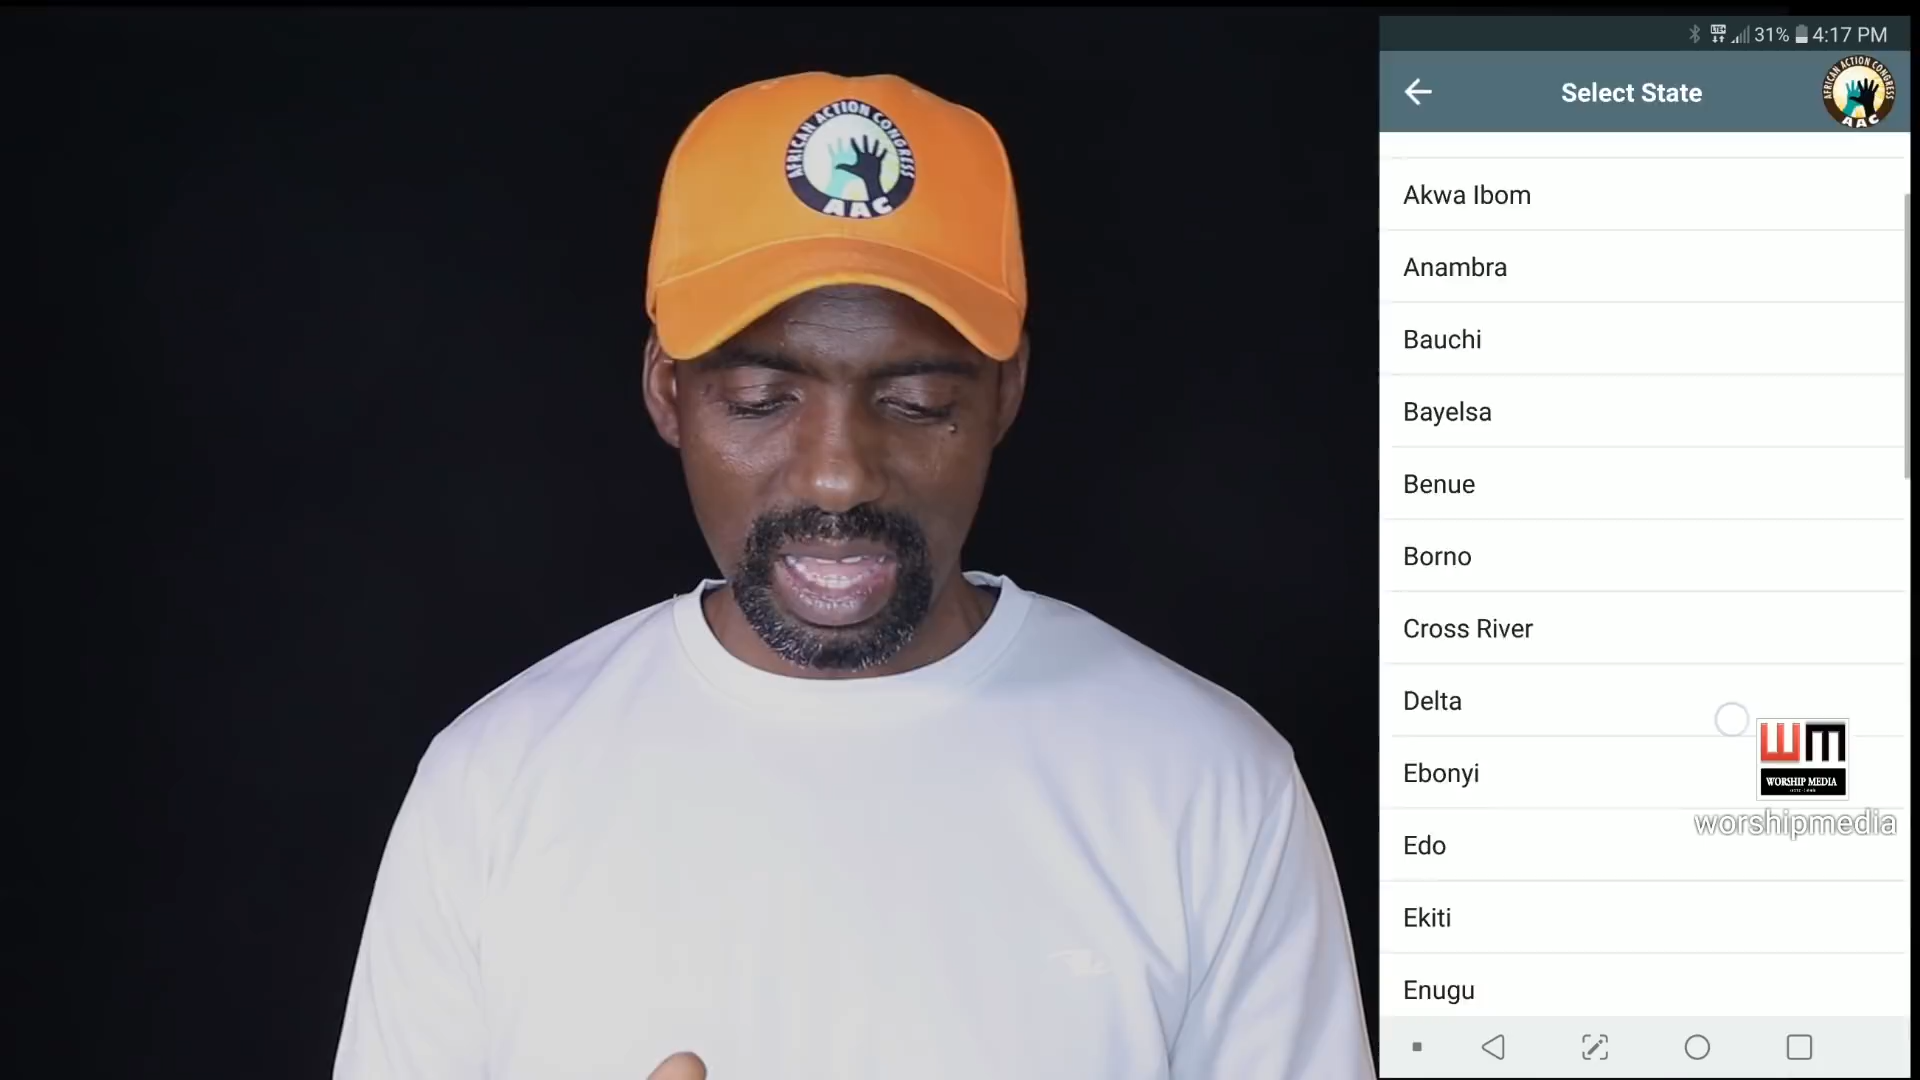 AFRICAN ACTION CONGRESS
AAC
31% 4:17 PM
Select State
AFRICAN ACTION CONGRESS
AAC
Akwa Ibom
Anambra
Bauchi
Bayelsa
Benue
Borno
Cross River
Delta
Ebonyi
Edo
Ekiti
Enugu
WM
WORSHIP MEDIA
worshipmedia